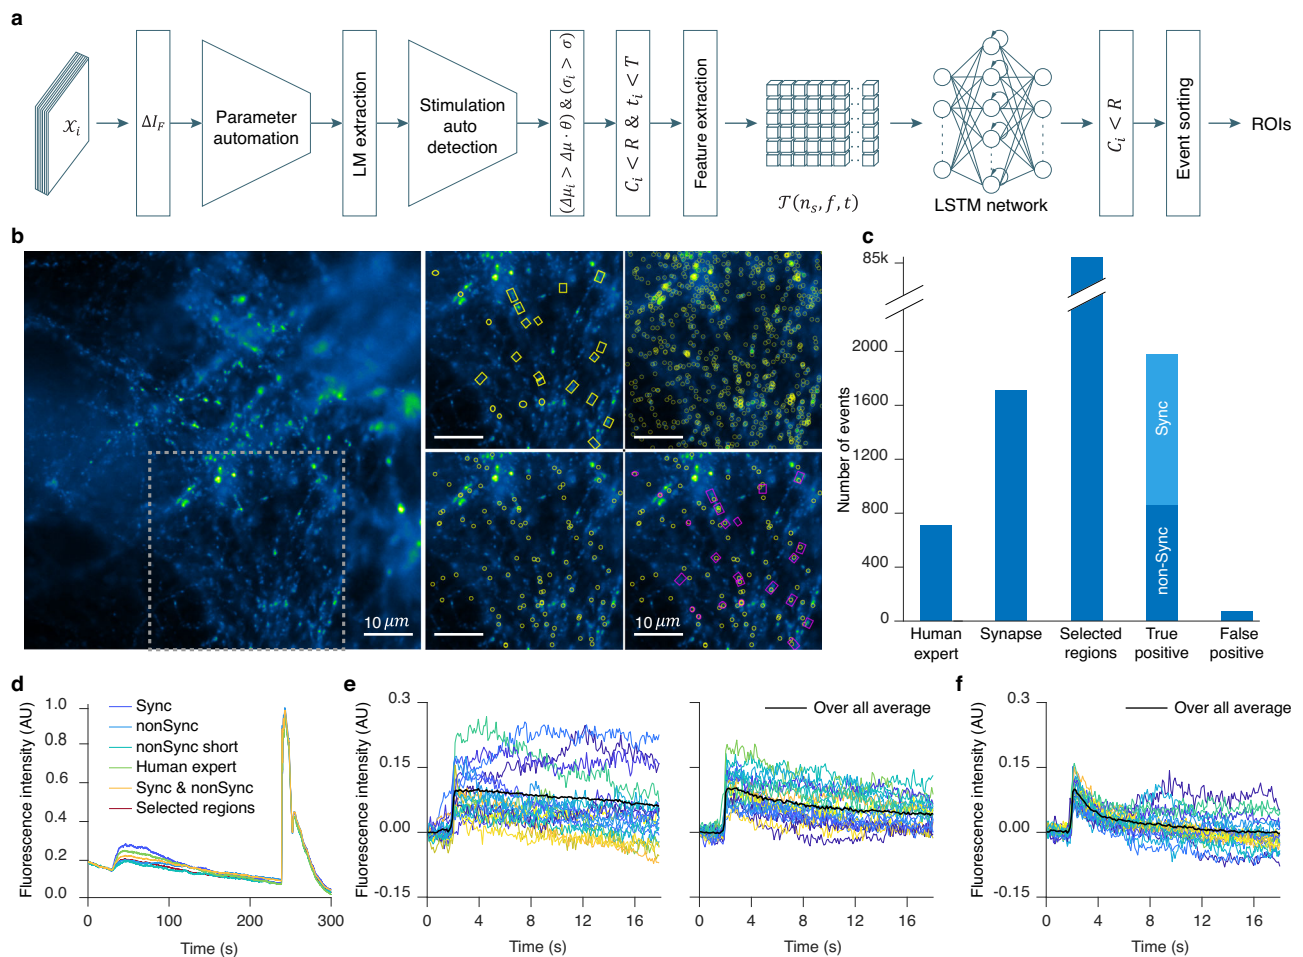 a
𝒳i
ΔIF
Parameter
automation
LM extraction
Stimulation
auto
detection
(Δμi > Δμ · θ) & (σi > σ)
Ci < R & ti < T
Feature extraction
𝒯(ns, f, t)
LSTM network
Ci < R
Event sorting
ROIs
b
10 μm
10 μm
c
85k
2000
1600
1200
800
400
0
Number of events
Sync
non-Sync
Human
expert
Synapse
Selected
regions
True
positive
False
positive
d
Fluorescence intensity (AU)
1.0
0.8
0.6
0.4
0.2
0.0
Sync
nonSync
nonSync short
Human expert
Sync & nonSync
Selected regions
0
100
200
300
Time (s)
e
Fluorescence intensity (AU)
0.3
0.15
0.00
-0.15
0
4
8
12
16
Time (s)
Over all average
0
4
8
12
16
Time (s)
f
Fluorescence intensity (AU)
0.3
0.15
0.00
-0.15
Over all average
0
4
8
12
16
Time (s)